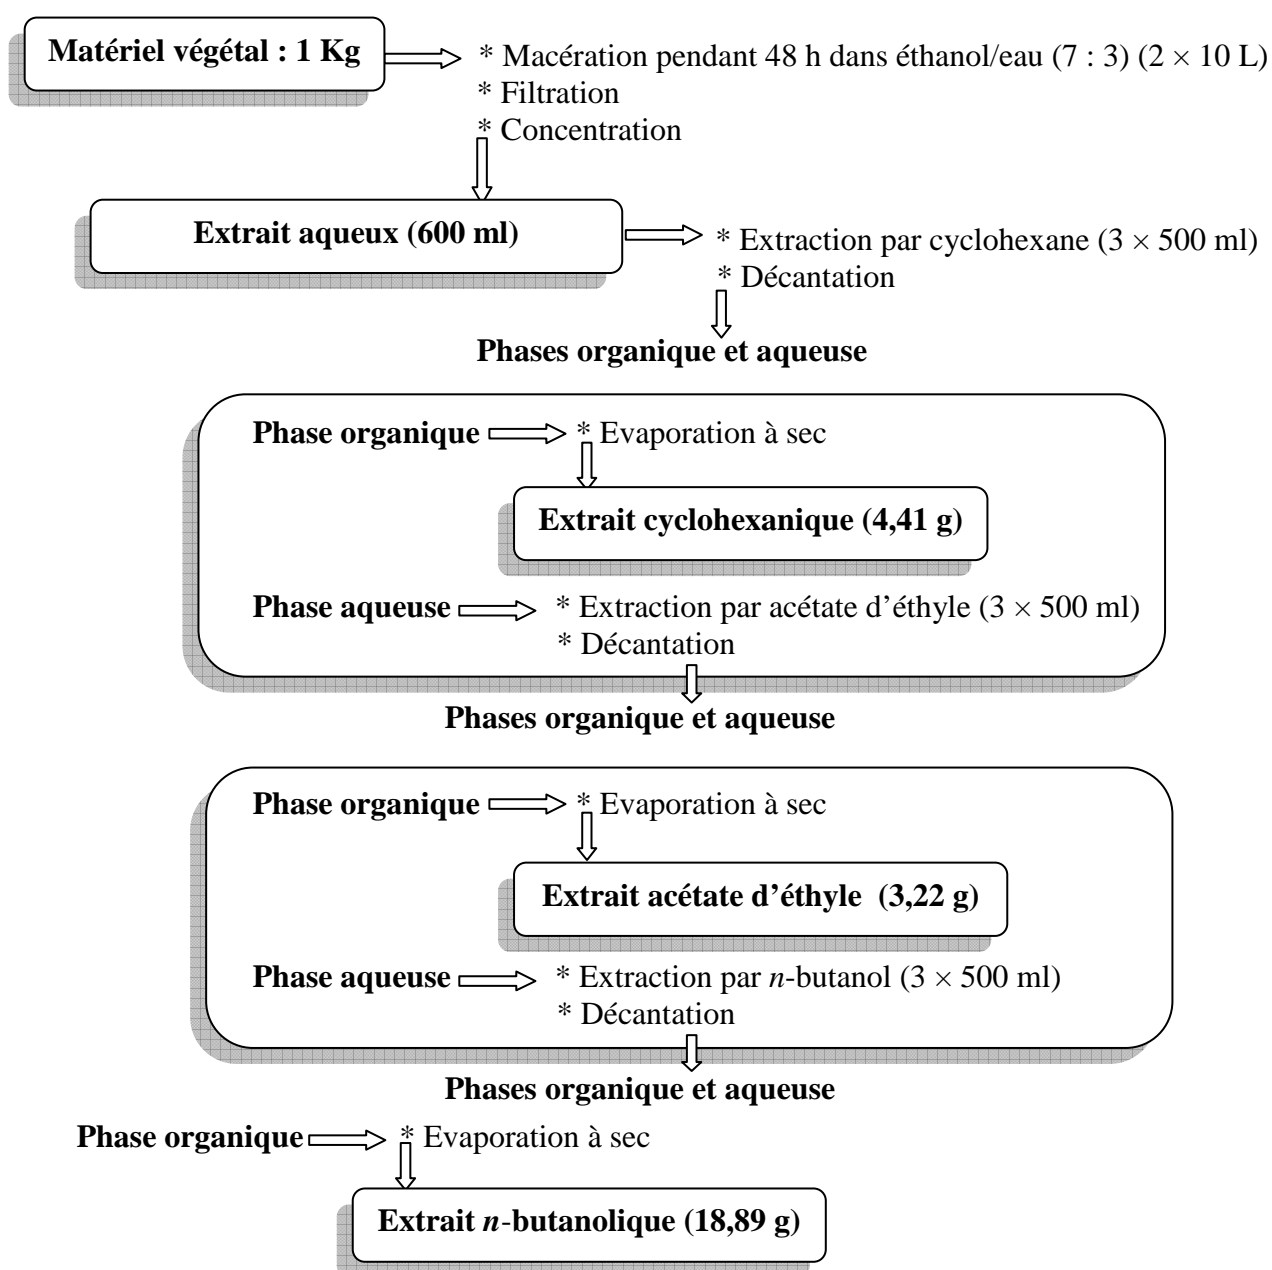 Matériel végétal : 1 Kg
* Macération pendant 48 h dans éthanol/eau (7 : 3) (2 × 10 L)
* Filtration
* Concentration
Extrait aqueux (600 ml)
* Extraction par cyclohexane (3 × 500 ml)
* Décantation
Phases organique et aqueuse
Phase organique
* Evaporation à sec
Extrait cyclohexanique (4,41 g)
Phase aqueuse
* Extraction par acétate d’éthyle (3 × 500 ml)
* Décantation
Phases organique et aqueuse
Phase organique
* Evaporation à sec
Extrait acétate d’éthyle (3,22 g)
Phase aqueuse
* Extraction par n-butanol (3 × 500 ml)
* Décantation
Phases organique et aqueuse
Phase organique
* Evaporation à sec
Extrait n-butanolique (18,89 g)